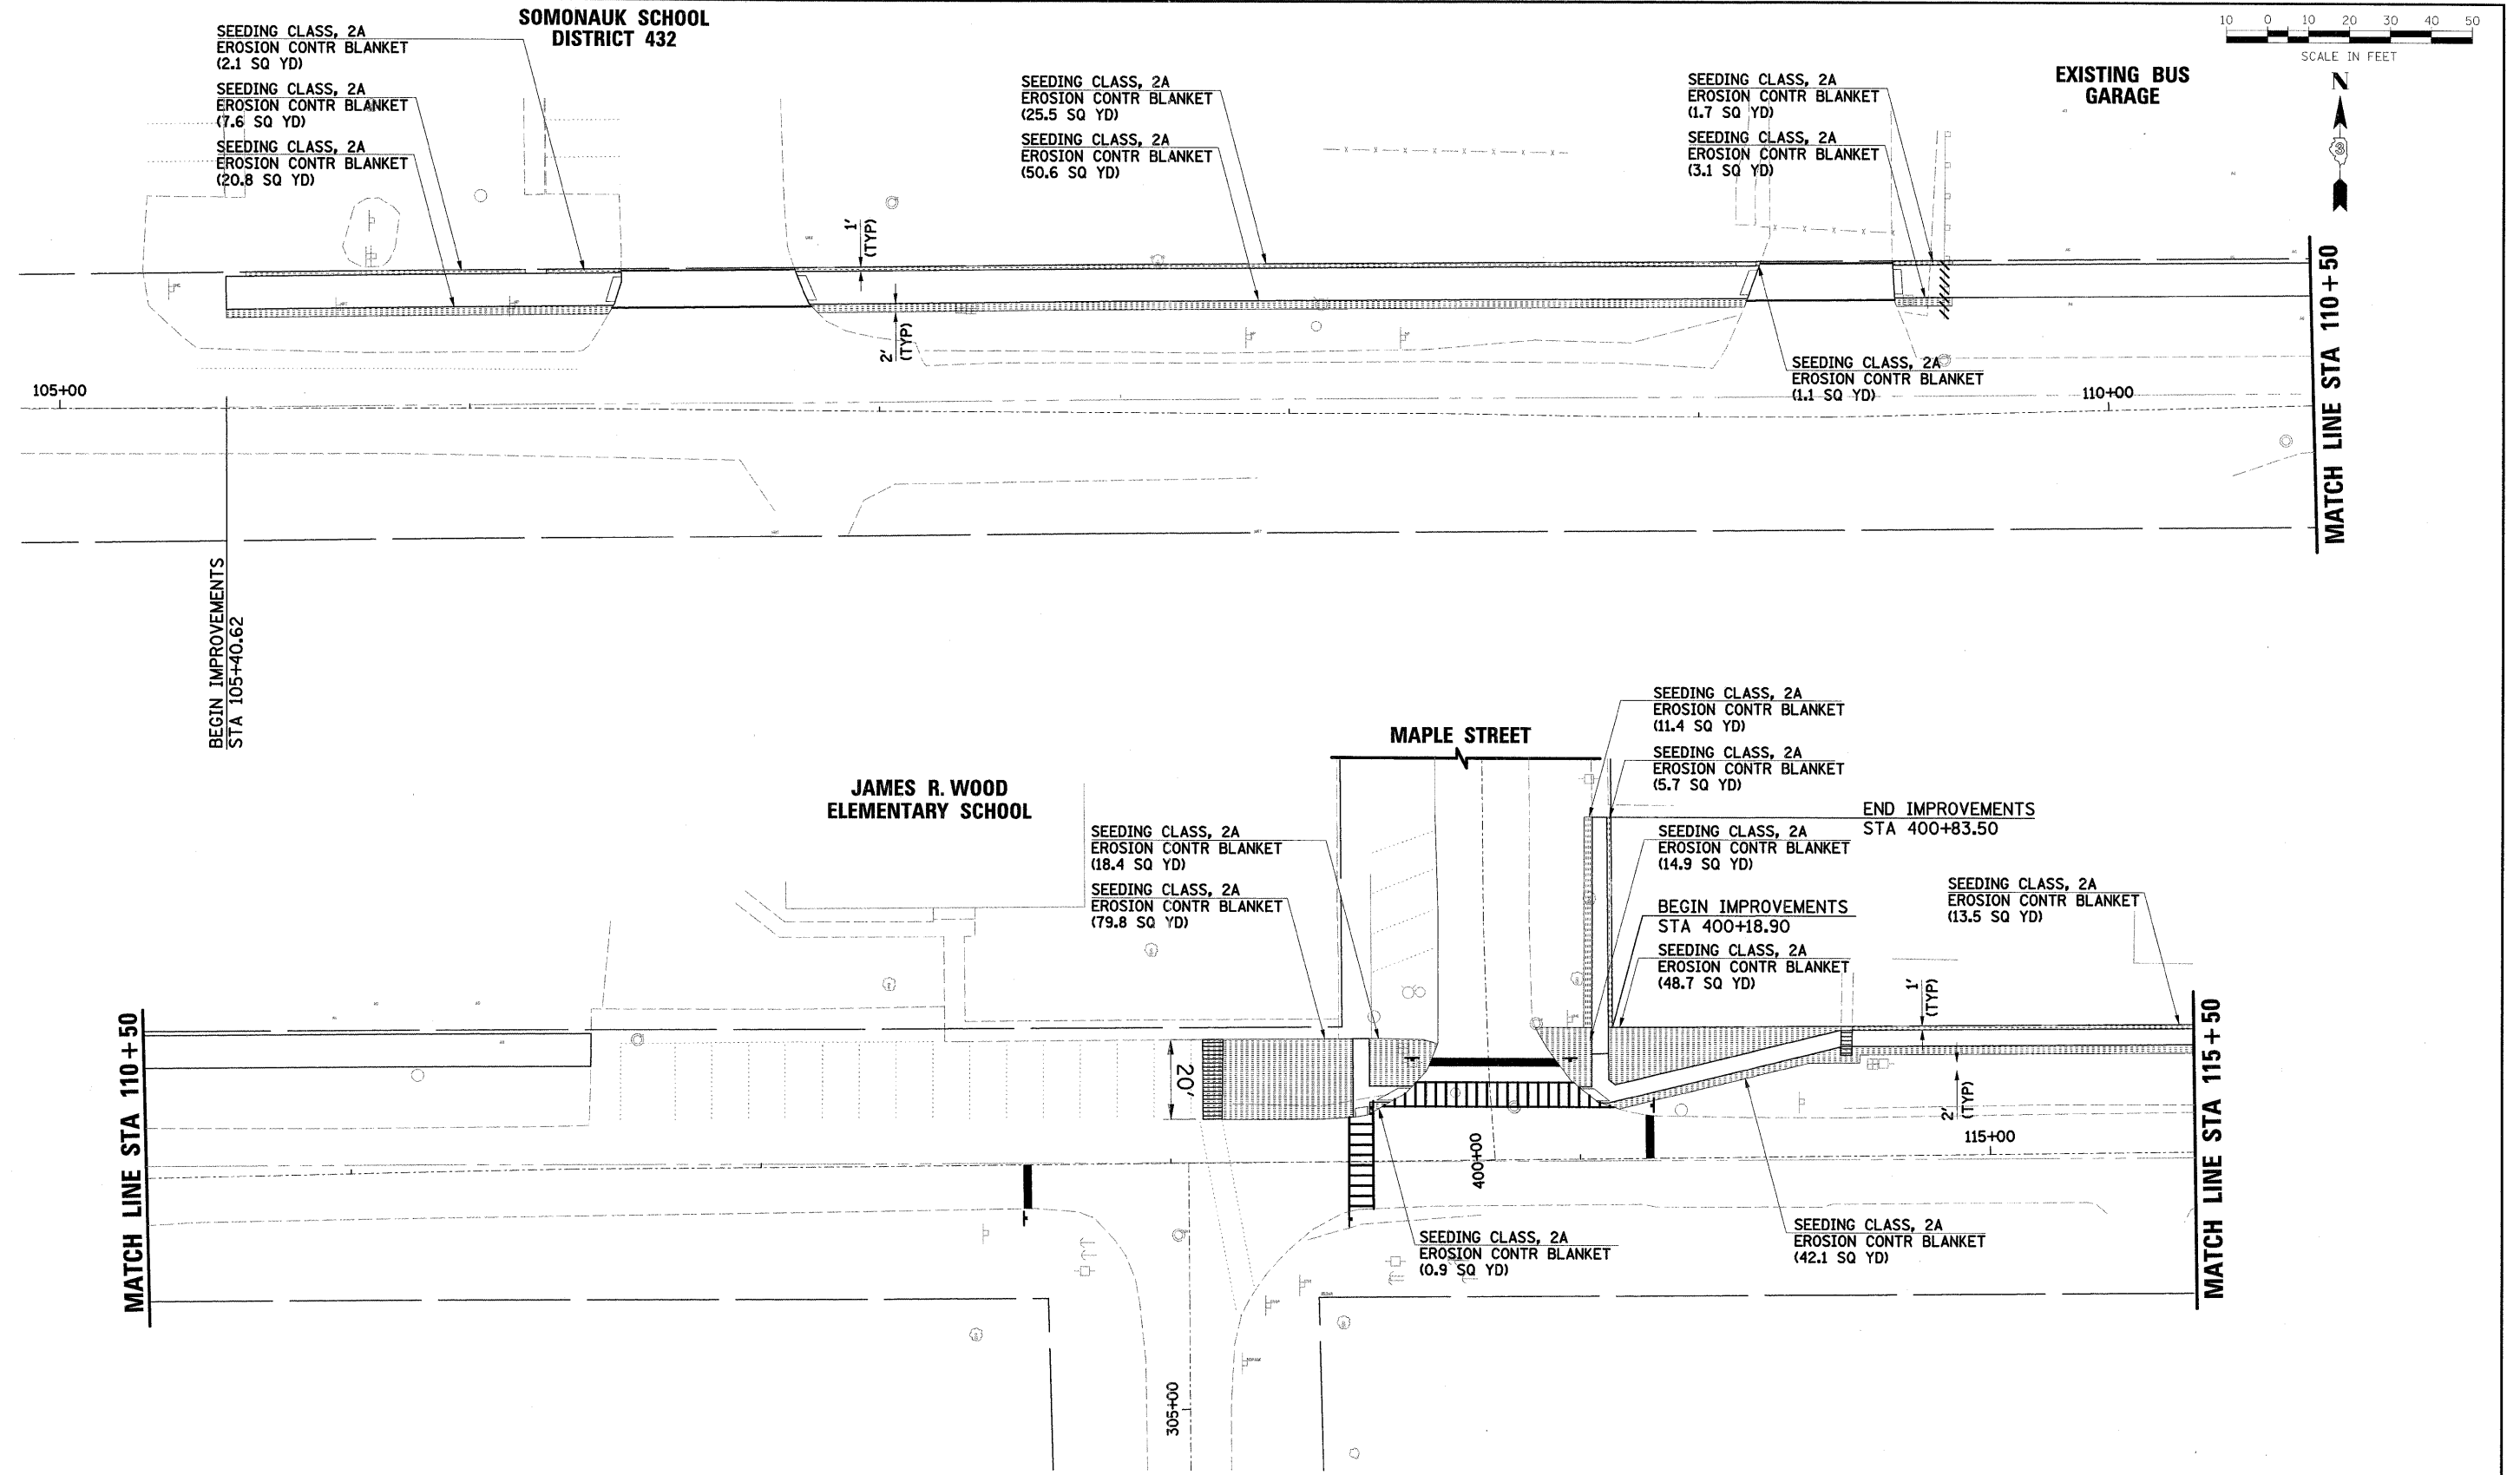 SOMONAUK SCHOOL
DISTRICT 432
SEEDING CLASS, 2A
EROSION CONTR BLANKET
(2.1 SQ YD)
SEEDING CLASS, 2A
EROSION CONTR BLANKET
(7.6 SQ YD)
SEEDING CLASS, 2A
EROSION CONTR BLANKET
(20.8 SQ YD)
SEEDING CLASS, 2A
EROSION CONTR BLANKET
(25.5 SQ YD)
SEEDING CLASS, 2A
EROSION CONTR BLANKET
(50.6 SQ YD)
SEEDING CLASS, 2A
EROSION CONTR BLANKET
(1.7 SQ YD)
SEEDING CLASS, 2A
EROSION CONTR BLANKET
(3.1 SQ YD)
EXISTING BUS
GARAGE
10 0 10 20 30 40 50
SCALE IN FEET
N
3
1'
(TYP)
2'
(TYP)
SEEDING CLASS, 2A
EROSION CONTR BLANKET
(1.1 SQ YD)
105+00
110+00
MATCH LINE STA 110+50
BEGIN IMPROVEMENTS
STA 105+40.62
MAPLE STREET
JAMES R. WOOD
ELEMENTARY SCHOOL
SEEDING CLASS, 2A
EROSION CONTR BLANKET
(11.4 SQ YD)
SEEDING CLASS, 2A
EROSION CONTR BLANKET
(5.7 SQ YD)
END IMPROVEMENTS
STA 400+83.50
SEEDING CLASS, 2A
EROSION CONTR BLANKET
(18.4 SQ YD)
SEEDING CLASS, 2A
EROSION CONTR BLANKET
(79.8 SQ YD)
SEEDING CLASS, 2A
EROSION CONTR BLANKET
(14.9 SQ YD)
BEGIN IMPROVEMENTS
STA 400+18.90
SEEDING CLASS, 2A
EROSION CONTR BLANKET
(48.7 SQ YD)
SEEDING CLASS, 2A
EROSION CONTR BLANKET
(13.5 SQ YD)
1'
(TYP)
2'
(TYP)
20'
MATCH LINE STA 110+50
MATCH LINE STA 115+50
115+00
400+00
SEEDING CLASS, 2A
EROSION CONTR BLANKET
(0.9 SQ YD)
SEEDING CLASS, 2A
EROSION CONTR BLANKET
(42.1 SQ YD)
305+00